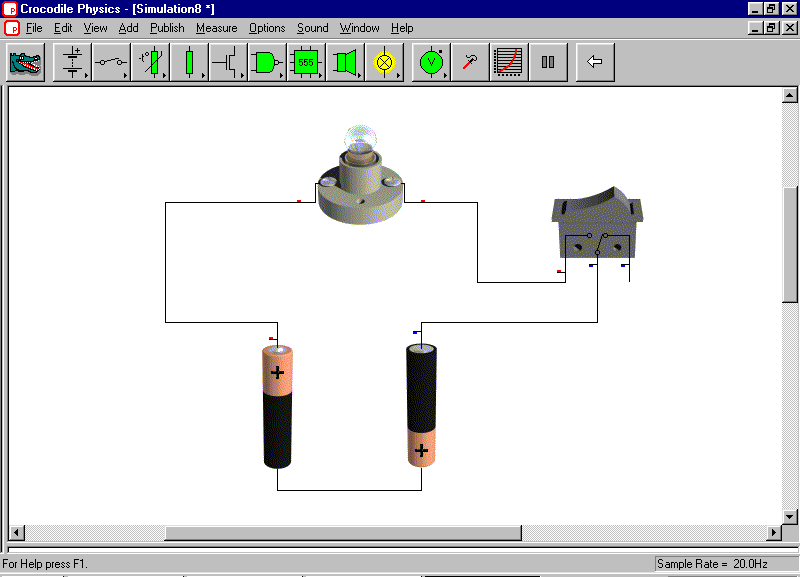 Crocodile Physics - [Simulation8 *]
File Edit View Add Publish Measure Options Sound Window Help
555 V
+
+
For Help press F1.
Sample Rate = 20.0Hz